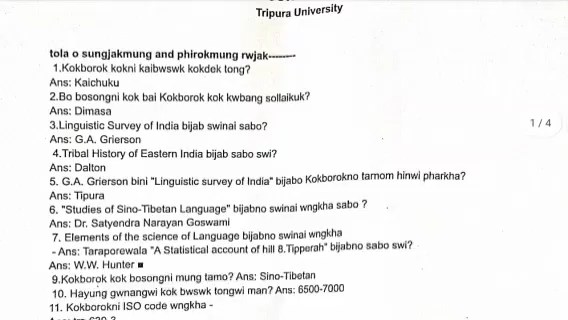 Tripura University
tola o sungjakmung and phirokmung rwjak--------
1.Kokborok kokni kaibwswk kokdek tong?
Ans: Kaichuku
2.Bo bosongni kok bai Kokborok kok kwbang sollaikuk?
Ans: Dimasa
3.Linguistic Survey of India bijab swinai sabo?
1 / 4
Ans: G.A. Grierson
4.Tribal History of Eastern India bijab sabo swi?
Ans: Dalton
5. G.A. Grierson bini "Linguistic survey of India" bijabo Kokborokno tamom hinwi pharkha?
Ans: Tipura
6. "Studies of Sino-Tibetan Language" bijabno swinai wngkha sabo ?
Ans: Dr. Satyendra Narayan Goswami
7. Elements of the science of Language bijabno swinai wngkha
- Ans: Taraporewala "A Statistical account of hill 8.Tipperah" bijabno sabo swi?
Ans: W.W. Hunter ■
9.Kokborok kok bosongni mung tamo? Ans: Sino-Tibetan
10. Hayung gwnangwi kok bwswk tongwi man? Ans: 6500-7000
11. Kokborokni ISO code wngkha -